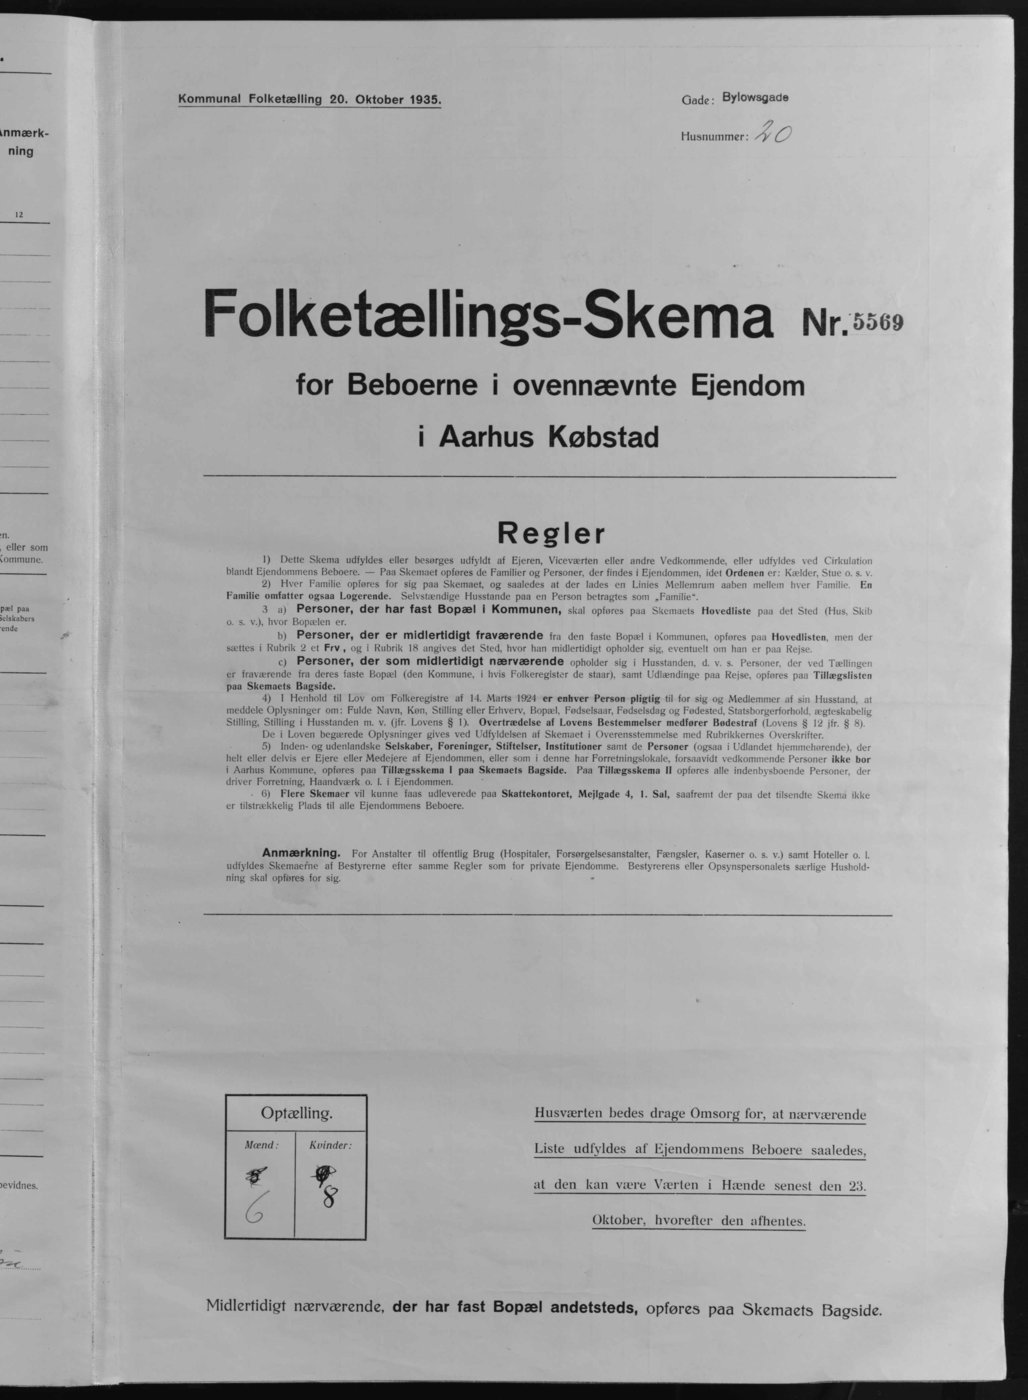 nmærk-
ning
12
en.
, eller som
Kommune.
pæl paa
Selskabers
rende
bevidnes.
Kommunal Folketælling 20. Oktober 1935.
Gade: Bylowsgade
Husnummer: 20
Folketællings-Skema Nr. 5569
for Beboerne i ovennævnte Ejendom
i Aarhus Købstad
Regler
1) Dette Skema udfyldes eller besørges udfyldt af Ejeren, Viceværten eller andre Vedkommende, eller udfyldes ved Cirkulation
blandt Ejendommens Beboere. — Paa Skemaet opføres de Familier og Personer, der findes i Ejendommen, idet Ordenen er: Kælder, Stue o. s. v.
2) Hver Familie opføres for sig paa Skemaet, og saaledes at der lades en Linies Mellemrum aaben mellem hver Familie. En
Familie omfatter ogsaa Logerende. Selvstændige Husstande paa en Person betragtes som „Familie“.
3 a) Personer, der har fast Bopæl i Kommunen, skal opføres paa Skemaets Hovedliste paa det Sted (Hus, Skib
o. s. v.), hvor Bopælen er.
b) Personer, der er midlertidigt fraværende fra den faste Bopæl i Kommunen, opføres paa Hovedlisten, men der
sættes i Rubrik 2 et Frv., og i Rubrik 18 angives det Sted, hvor han midlertidigt opholder sig, eventuelt om han er paa Rejse.
c) Personer, der som midlertidigt nærværende opholder sig i Husstanden, d. v. s. Personer, der ved Tællingen
er fraværende fra deres faste Bopæl (den Kommune, i hvis Folkeregister de staar), samt Udlændinge paa Rejse, opføres paa Tillægslisten
paa Skemaets Bagside.
4) I Henhold til Lov om Folkeregistre af 14. Marts 1924 er enhver Person pligtig til for sig og Medlemmer af sin Husstand, at
meddele Oplysninger om: Fulde Navn, Køn, Stilling eller Erhverv, Bopæl, Fødselsaar, Fødselsdag og Fødested, Statsborgerforhold, ægteskabelig
Stilling, Stilling i Husstanden m. v. (jfr. Lovens § 1). Overtrædelse af Lovens Bestemmelser medfører Bødestraf (Lovens § 12 jfr. § 8).
De i Loven begærede Oplysninger gives ved Udfyldelsen af Skemaet i Overensstemmelse med Rubrikkernes Overskrifter.
5) Inden- og udenlandske Selskaber, Foreninger, Stiftelser, Institutioner samt de Personer (ogsaa i Udlandet hjemmehørende), der
helt eller delvis er Ejere eller Medejere af Ejendommen, eller som i denne har Forretningslokale, forsaavidt vedkommende Personer ikke bor
i Aarhus Kommune, opføres paa Tillægsskema I paa Skemaets Bagside. Paa Tillægsskema II opføres alle indenbysboende Personer, der
driver Forretning, Haandværk o. l. i Ejendommen.
6) Flere Skemaer vil kunne faas udleverede paa Skattekontoret, Mejlgade 4, 1. Sal, saafremt der paa det tilsendte Skema ikke
er tilstrækkelig Plads til alle Ejendommens Beboere.
Anmærkning. For Anstalter til offentlig Brug (Hospitaler, Forsørgelsesanstalter, Fængsler, Kaserner o. s. v.) samt Hoteller o. l.
udfyldes Skemaerne af Bestyrerne efter samme Regler som for private Ejendomme. Bestyrerens eller Opsynspersonalets særlige Hushold-
ning skal opføres for sig.
Optælling.
Mænd: Kvinder:
6 8
Husværten bedes drage Omsorg for, at nærværende
Liste udfyldes af Ejendommens Beboere saaledes,
at den kan være Værten i Hænde senest den 23.
Oktober, hvorefter den afhentes.
Midlertidigt nærværende, der har fast Bopæl andetsteds, opføres paa Skemaets Bagside.